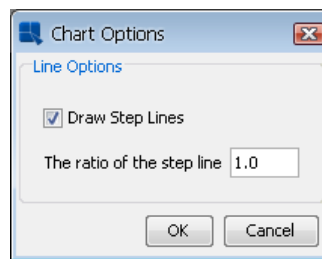 Chart Options
Line Options
Draw Step Lines
The ratio of the step line 1.0
OK Cancel